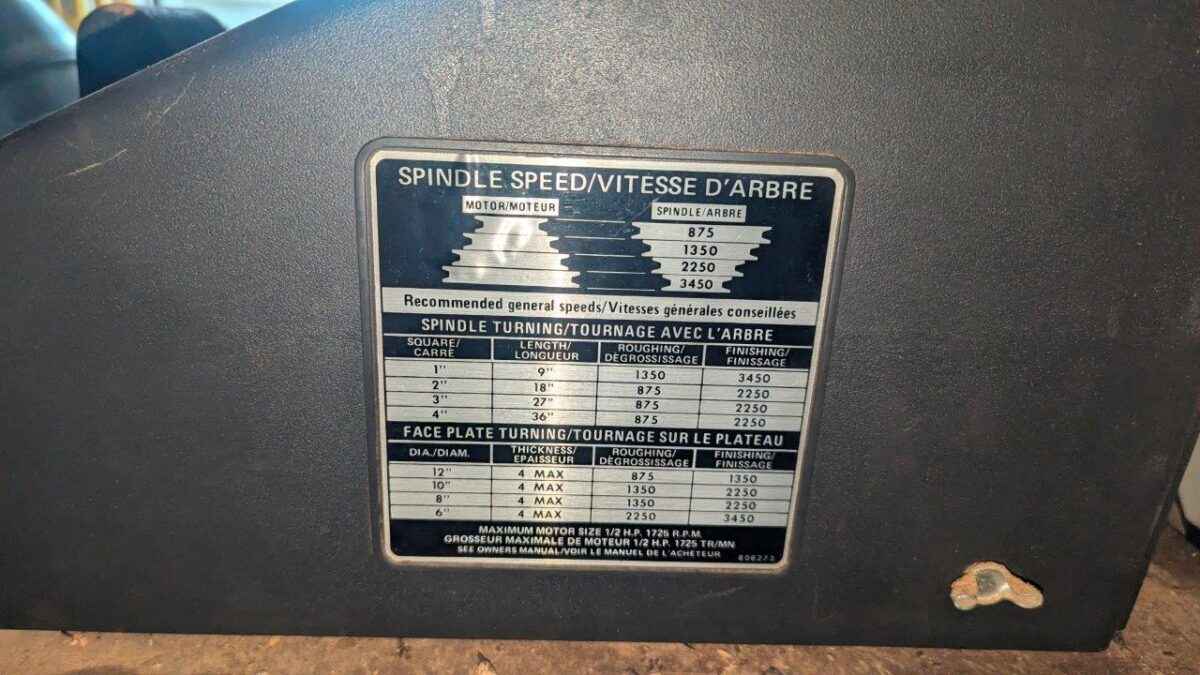 SPINDLE SPEED/VITESSE D'ARBRE
MOTOR/MOTEUR SPINDLE/ARBRE
875
1350
2250
3450
Recommended general speeds/Vitesses générales conseillées
SPINDLE TURNING/TOURNAGE AVEC L'ARBRE
SQUARE/ CARRÉ LENGTH/ LONGUEUR ROUGHING/ DÉGROSSISSAGE FINISHING/ FINISSAGE
1" 9" 1350 3450
2" 18" 875 2250
3" 27" 875 2250
4" 36" 875 2250
FACE PLATE TURNING/TOURNAGE SUR LE PLATEAU
DIA./DIAM. THICKNESS/ EPAISSEUR ROUGHING/ DÉGROSSISSAGE FINISHING/ FINISSAGE
12" 4 MAX 875 1350
10" 4 MAX 1350 2250
8" 4 MAX 1350 2250
6" 4 MAX 2250 3450
MAXIMUM MOTOR SIZE 1/2 H.P. 1725 R.P.M.
GROSSEUR MAXIMALE DE MOTEUR 1/2 H.P. 1725 TR/MN
SEE OWNERS MANUAL/VOIR LE MANUEL DE L'ACHETEUR